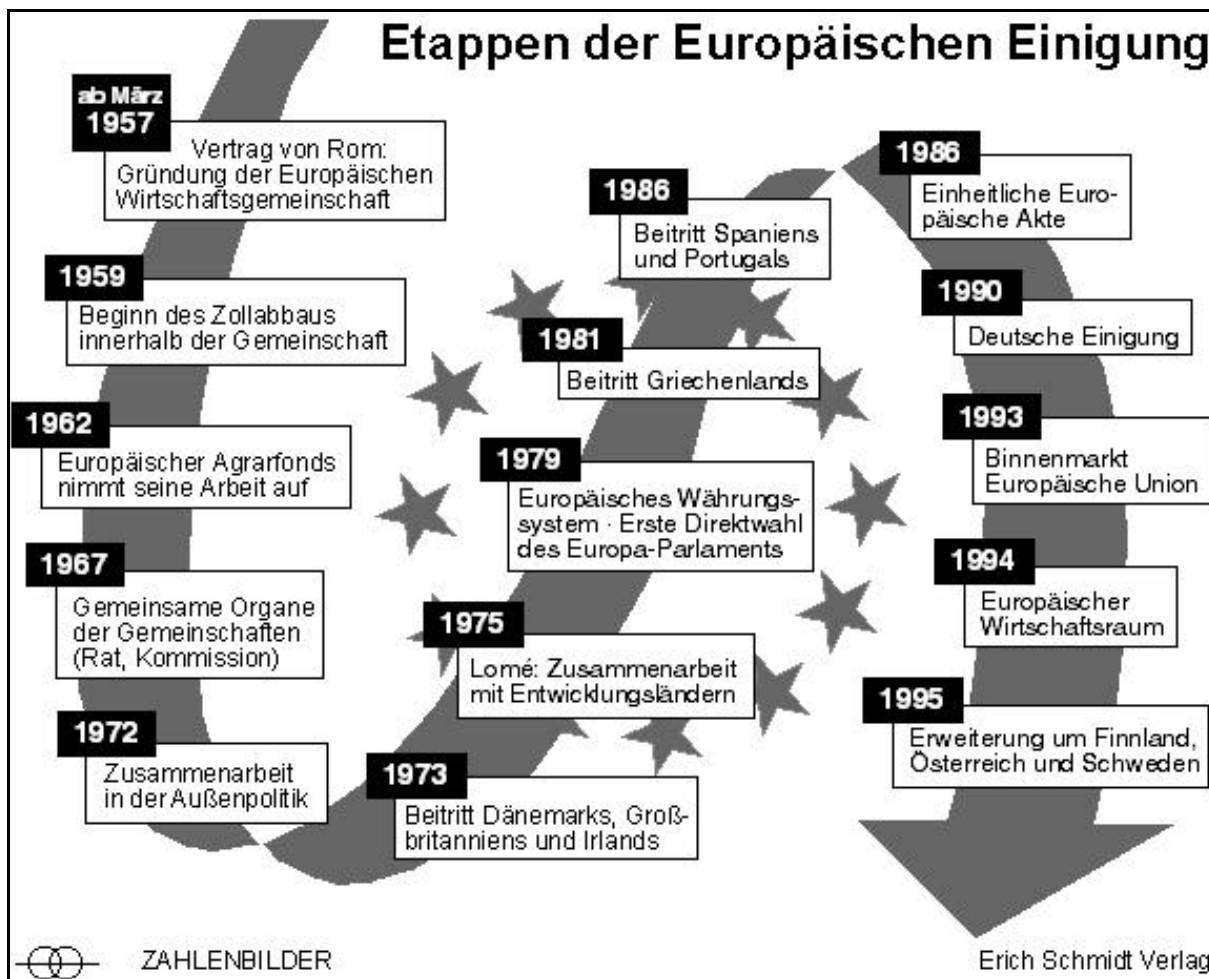 Etappen der Europäischen Einigung
ab März
1957
Vertrag von Rom:
Gründung der Europäischen
Wirtschaftsgemeinschaft
1959
Beginn des Zollabbaus
innerhalb der Gemeinschaft
1962
Europäischer Agrarfonds
nimmt seine Arbeit auf
1967
Gemeinsame Organe
der Gemeinschaften
(Rat, Kommission)
1972
Zusammenarbeit
in der Außenpolitik
1973
Beitritt Dänemarks, Groß-
britanniens und Irlands
1975
Lomé: Zusammenarbeit
mit Entwicklungsländern
1979
Europäisches Währungs-
system · Erste Direktwahl
des Europa-Parlaments
1981
Beitritt Griechenlands
1986
Beitritt Spaniens
und Portugals
1986
Einheitliche Euro-
päische Akte
1990
Deutsche Einigung
1993
Binnenmarkt
Europäische Union
1994
Europäischer
Wirtschaftsraum
1995
Erweiterung um Finnland,
Österreich und Schweden
ZAHLENBILDER
Erich Schmidt Verlag